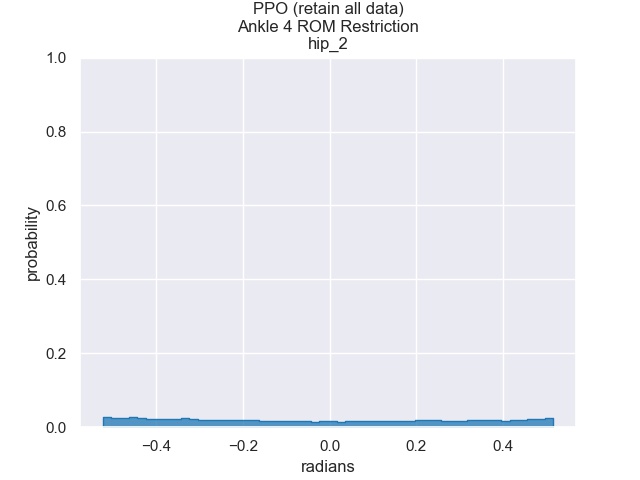 PPO (retain all data)
Ankle 4 ROM Restriction
hip_2
1.0
0.8
0.6
0.4
0.2
0.0
probability
−0.4 −0.2 0.0 0.2 0.4
radians